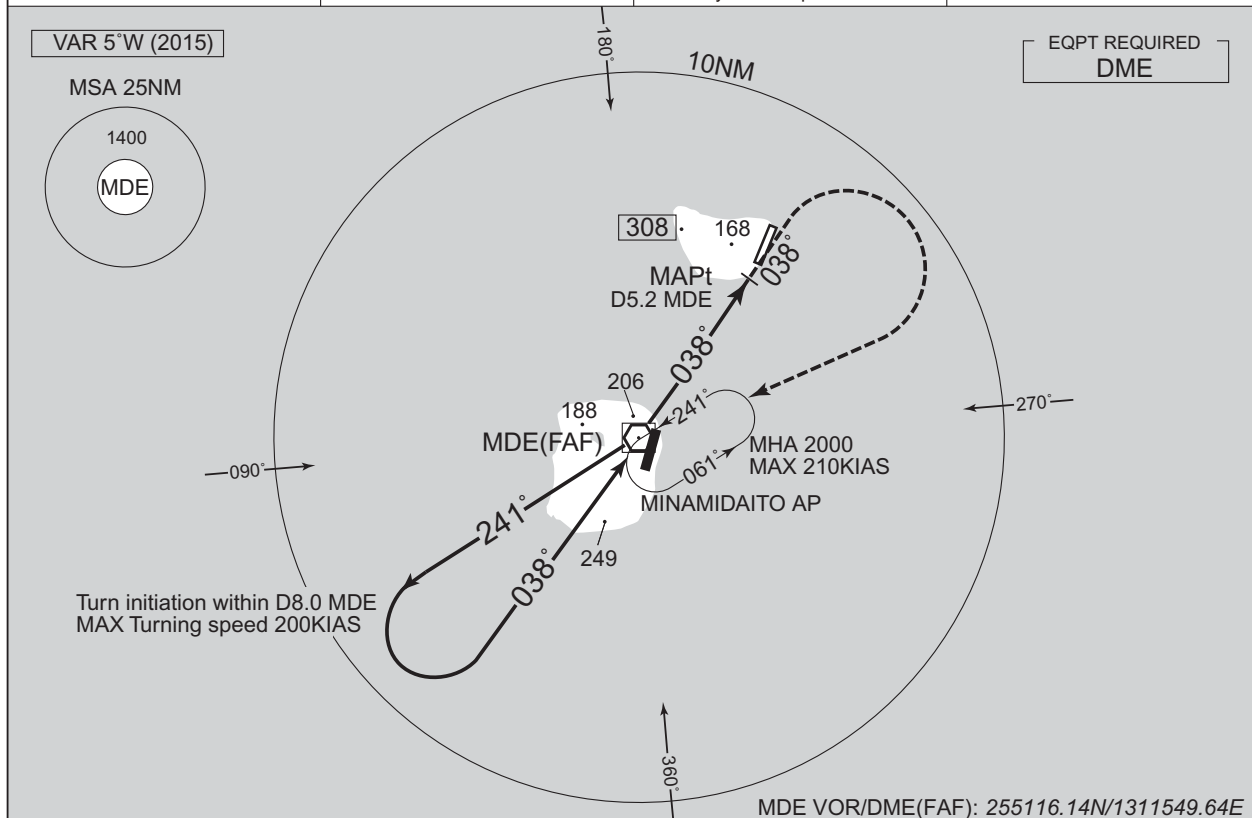 VAR 5°W (2015)
MSA 25NM
1400
MDE
180°
10NM
EQPT REQUIRED
DME
308
168
038°
MAPt
D5.2 MDE
038°
206
188
241°
270°
MDE(FAF)
MHA 2000
MAX 210KIAS
090°
061°
MINAMIDAITO AP
241°
249
038°
Turn initiation within D8.0 MDE
MAX Turning speed 200KIAS
360°
MDE VOR/DME(FAF): 255116.14N/1311549.64E